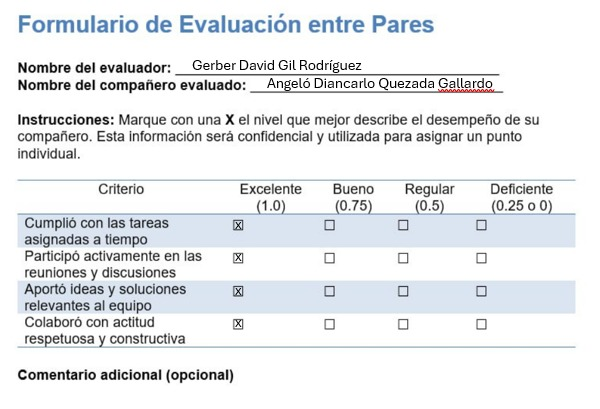 Formulario de Evaluación entre Pares
Nombre del evaluador: Gerber David Gil Rodríguez
Nombre del compañero evaluado: Angeló Diancarlo Quezada Gallardo
Instrucciones: Marque con una X el nivel que mejor describe el desempeño de su
compañero. Esta información será confidencial y utilizada para asignar un punto
individual.
Criterio Excelente Bueno Regular Deficiente
(1.0) (0.75) (0.5) (0.25 o 0)
Cumplió con las tareas ☒ ☐ ☐ ☐
asignadas a tiempo
Participó activamente en las ☒ ☐ ☐ ☐
reuniones y discusiones
Aportó ideas y soluciones ☒ ☐ ☐ ☐
relevantes al equipo
Colaboró con actitud ☒ ☐ ☐ ☐
respetuosa y constructiva
Comentario adicional (opcional)